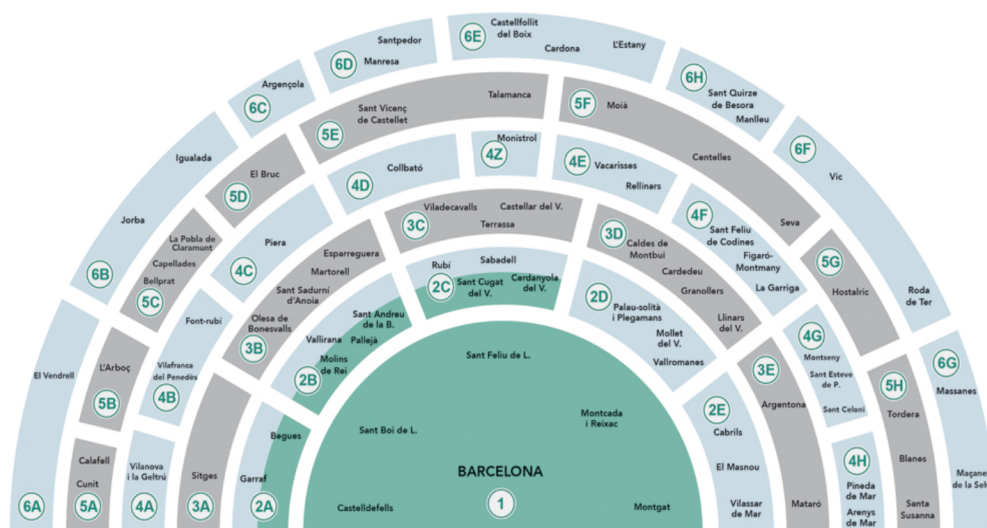 6E
Castellfollit
del Boix
Cardona
L'Estany
6D
Santpedor
Manresa
6H
Sant Quirze
de Besora
Manlleu
6C
Argençola
5E
Sant Vicenç
de Castellet
Talamanca
5F
Moià
Centelles
Seva
6F
Vic
Roda
de Ter
Igualada
Jorba
6B
5D
El Bruc
4D
Collbató
4Z
Monistrol
4E
Vacarisses
Rellinars
4F
Sant Feliu
de Codines
Figaró-
Montmany
La Garriga
La Pobla de
Claramunt
Capellades
Bellprat
5C
4C
Piera
Font-rubí
3C
Viladecavalls
Castellar del V.
Terrassa
3D
Caldes de
Montbui
Cardedeu
Granollers
Llinars
del V.
5G
Hostalric
Esparreguera
Martorell
Sant Sadurní
d'Anoia
Olesa de
Bonesvalls
3B
2C
Rubí
Sabadell
Sant Cugat
del V.
Cerdanyola
del V.
2D
Palau-solità
i Plegamans
Mollet
del V.
Vallromanes
4G
Montseny
Sant Esteve
de P.
Sant Celoni
Sant Andreu
de la B.
Vallirana
Pallejà
Molins
de Rei
2B
El Vendrell
6A
L'Arboç
5B
Vilafranca
del Penedès
4B
3E
Argentona
Mataró
5H
Tordera
Blanes
Santa
Susanna
6G
Massanes
Maçanet
de la Sel
Calafell
Cunit
5A
Vilanova
i la Geltrú
4A
Sitges
3A
Begues
Garraf
2A
2E
Cabrils
El Masnou
Vilassar
de Mar
4H
Pineda
de Mar
Arenys
de Mar
Sant Feliu de L.
Montcada
i Reixac
Sant Boi de L.
BARCELONA
1
Castelldefells
Montgat